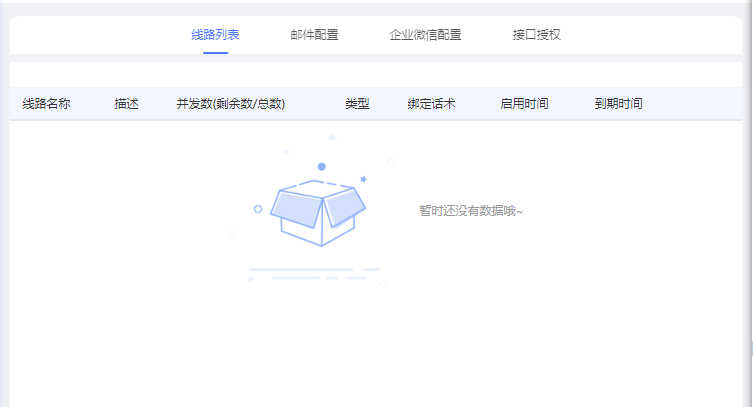 线路列表 邮件配置 企业微信配置 接口授权
线路名称 描述 并发数(剩余数/总数) 类型 绑定话术 启用时间 到期时间
暂时还没有数据哦~